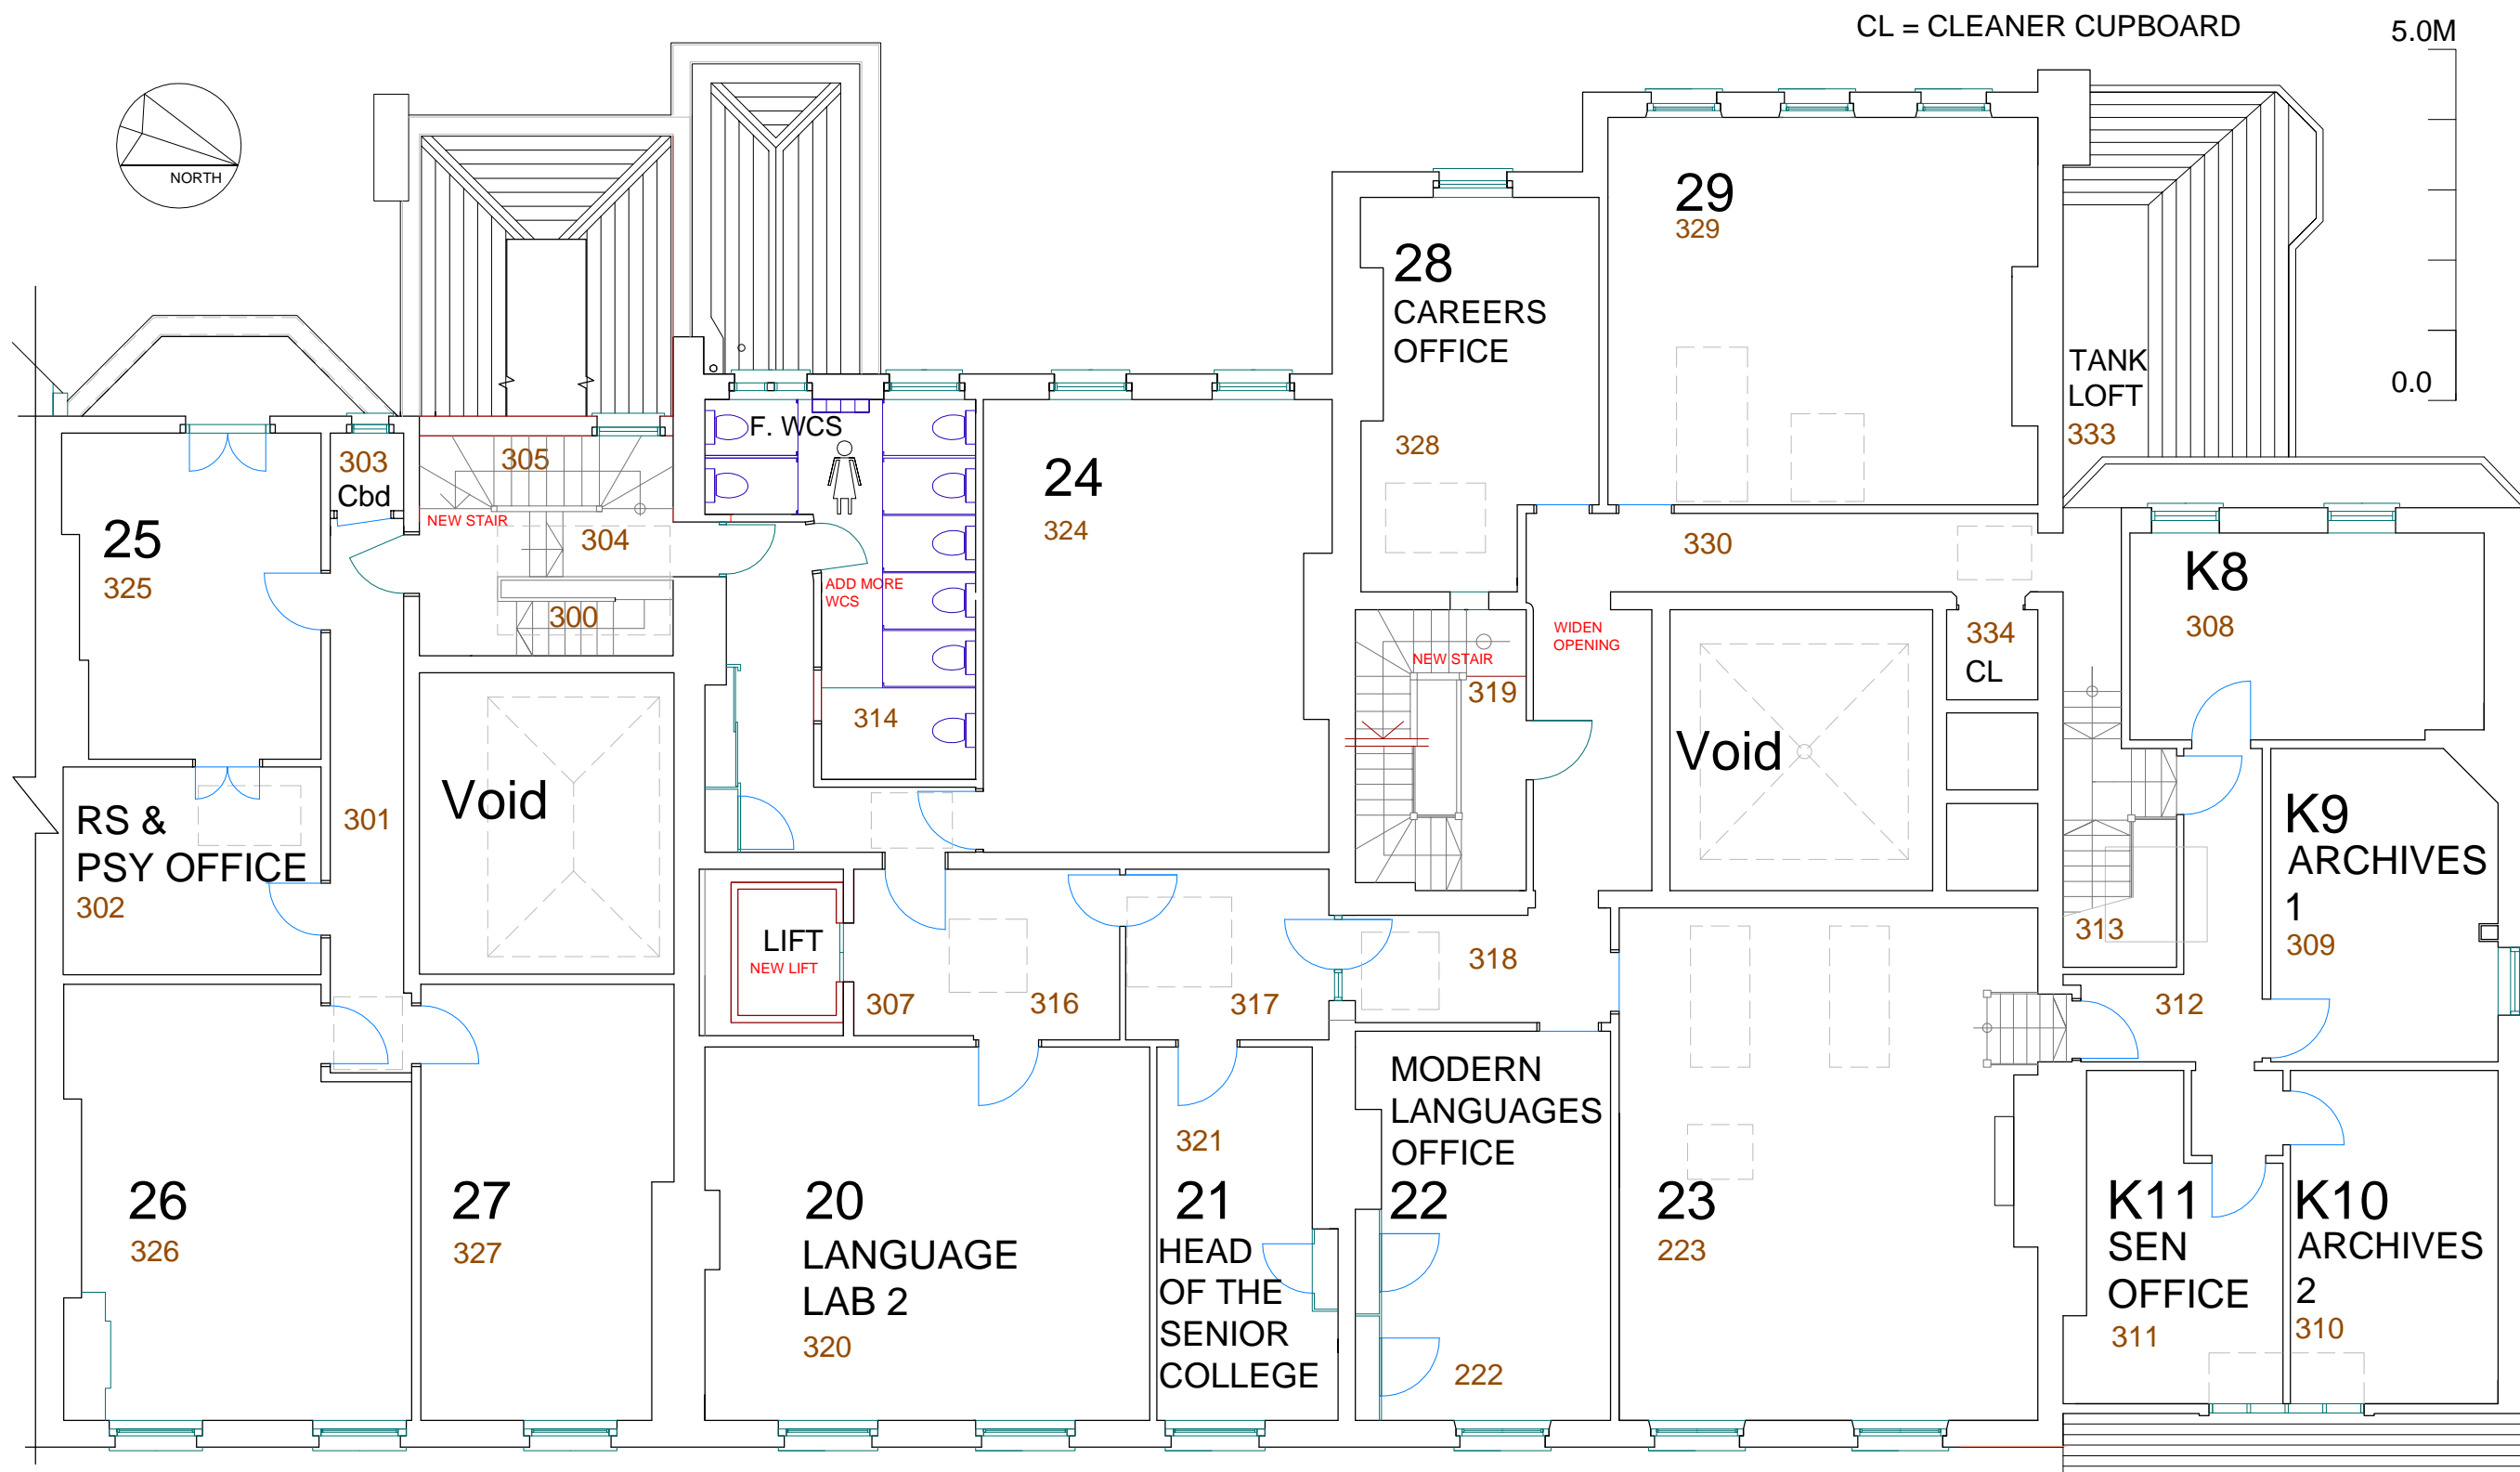 CL = CLEANER CUPBOARD
5.0M
0.0
NORTH
29
329
28
CAREERS
OFFICE
328
TANK
LOFT
333
F. WCS
303
Cbd
305
NEW STAIR
304
300
25
325
24
324
ADD MORE
WCS
314
330
K8
308
WIDEN
OPENING
334
CL
NEW STAIR
319
Void
Void
301
RS &
PSY OFFICE
302
K9
ARCHIVES
1
309
LIFT
NEW LIFT
307
316
317
318
313
312
MODERN
LANGUAGES
OFFICE
22
222
321
21
HEAD
OF THE
SENIOR
COLLEGE
26
326
27
327
20
LANGUAGE
LAB 2
320
23
223
K11
SEN
OFFICE
311
K10
ARCHIVES
2
310